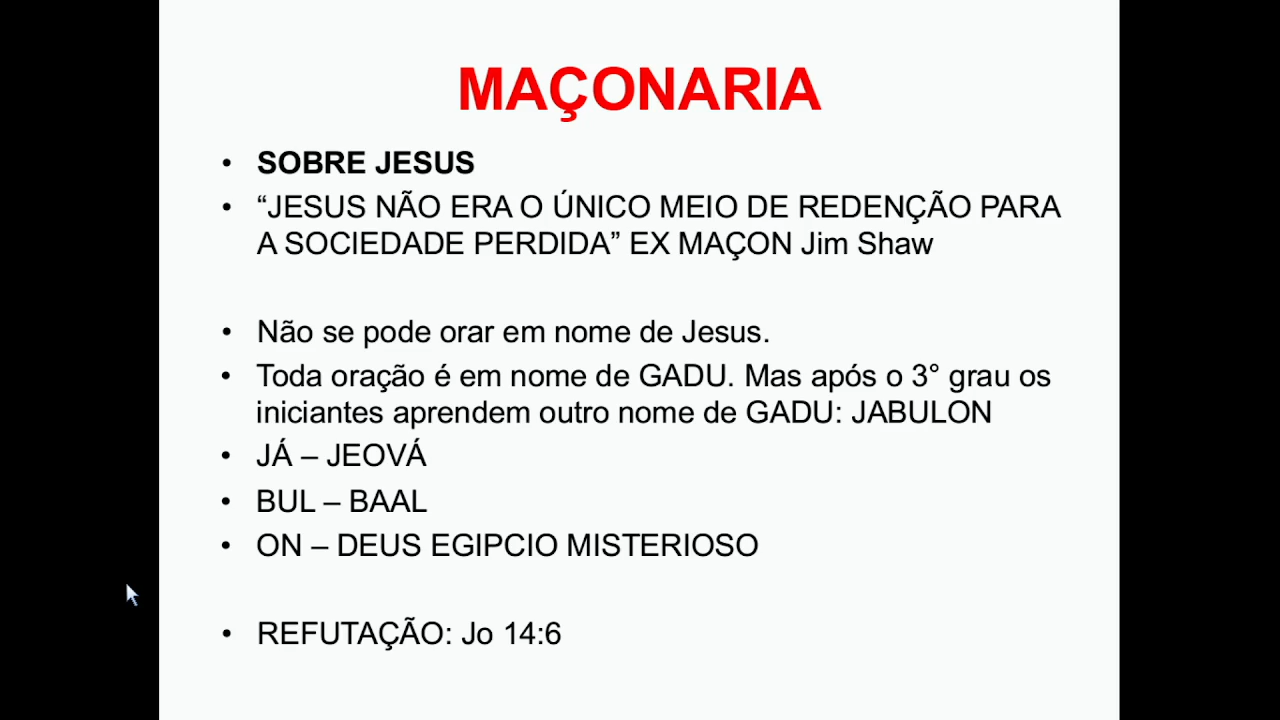 MAÇONARIA
• SOBRE JESUS
• “JESUS NÃO ERA O ÚNICO MEIO DE REDENÇÃO PARA
A SOCIEDADE PERDIDA” EX MAÇON Jim Shaw
• Não se pode orar em nome de Jesus.
• Toda oração é em nome de GADU. Mas após o 3° grau os
iniciantes aprendem outro nome de GADU: JABULON
• JÁ – JEOVÁ
• BUL – BAAL
• ON – DEUS EGIPCIO MISTERIOSO
• REFUTAÇÃO: Jo 14:6